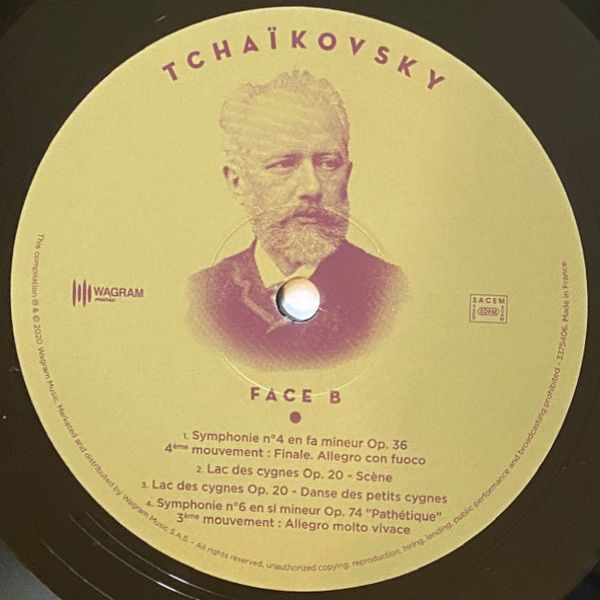 TCHAÏKOVSKY
WAGRAM
SACEM
FACE B
1. Symphonie n°4 en fa mineur Op. 36
4ème mouvement : Finale. Allegro con fuoco
2. Lac des cygnes Op. 20 - Scène
3. Lac des cygnes Op. 20 - Danse des petits cygnes
4. Symphonie n°6 en si mineur Op. 74 "Pathétique"
3ème mouvement : Allegro molto vivace
This compilation ℗ & © 2020 Wagram Music. Marketed and distributed by Wagram Music S.A.S. - All rights reserved, unauthorized copying, reproduction, hiring, lending, public performance and broadcasting prohibited - 3375406. Made in France.